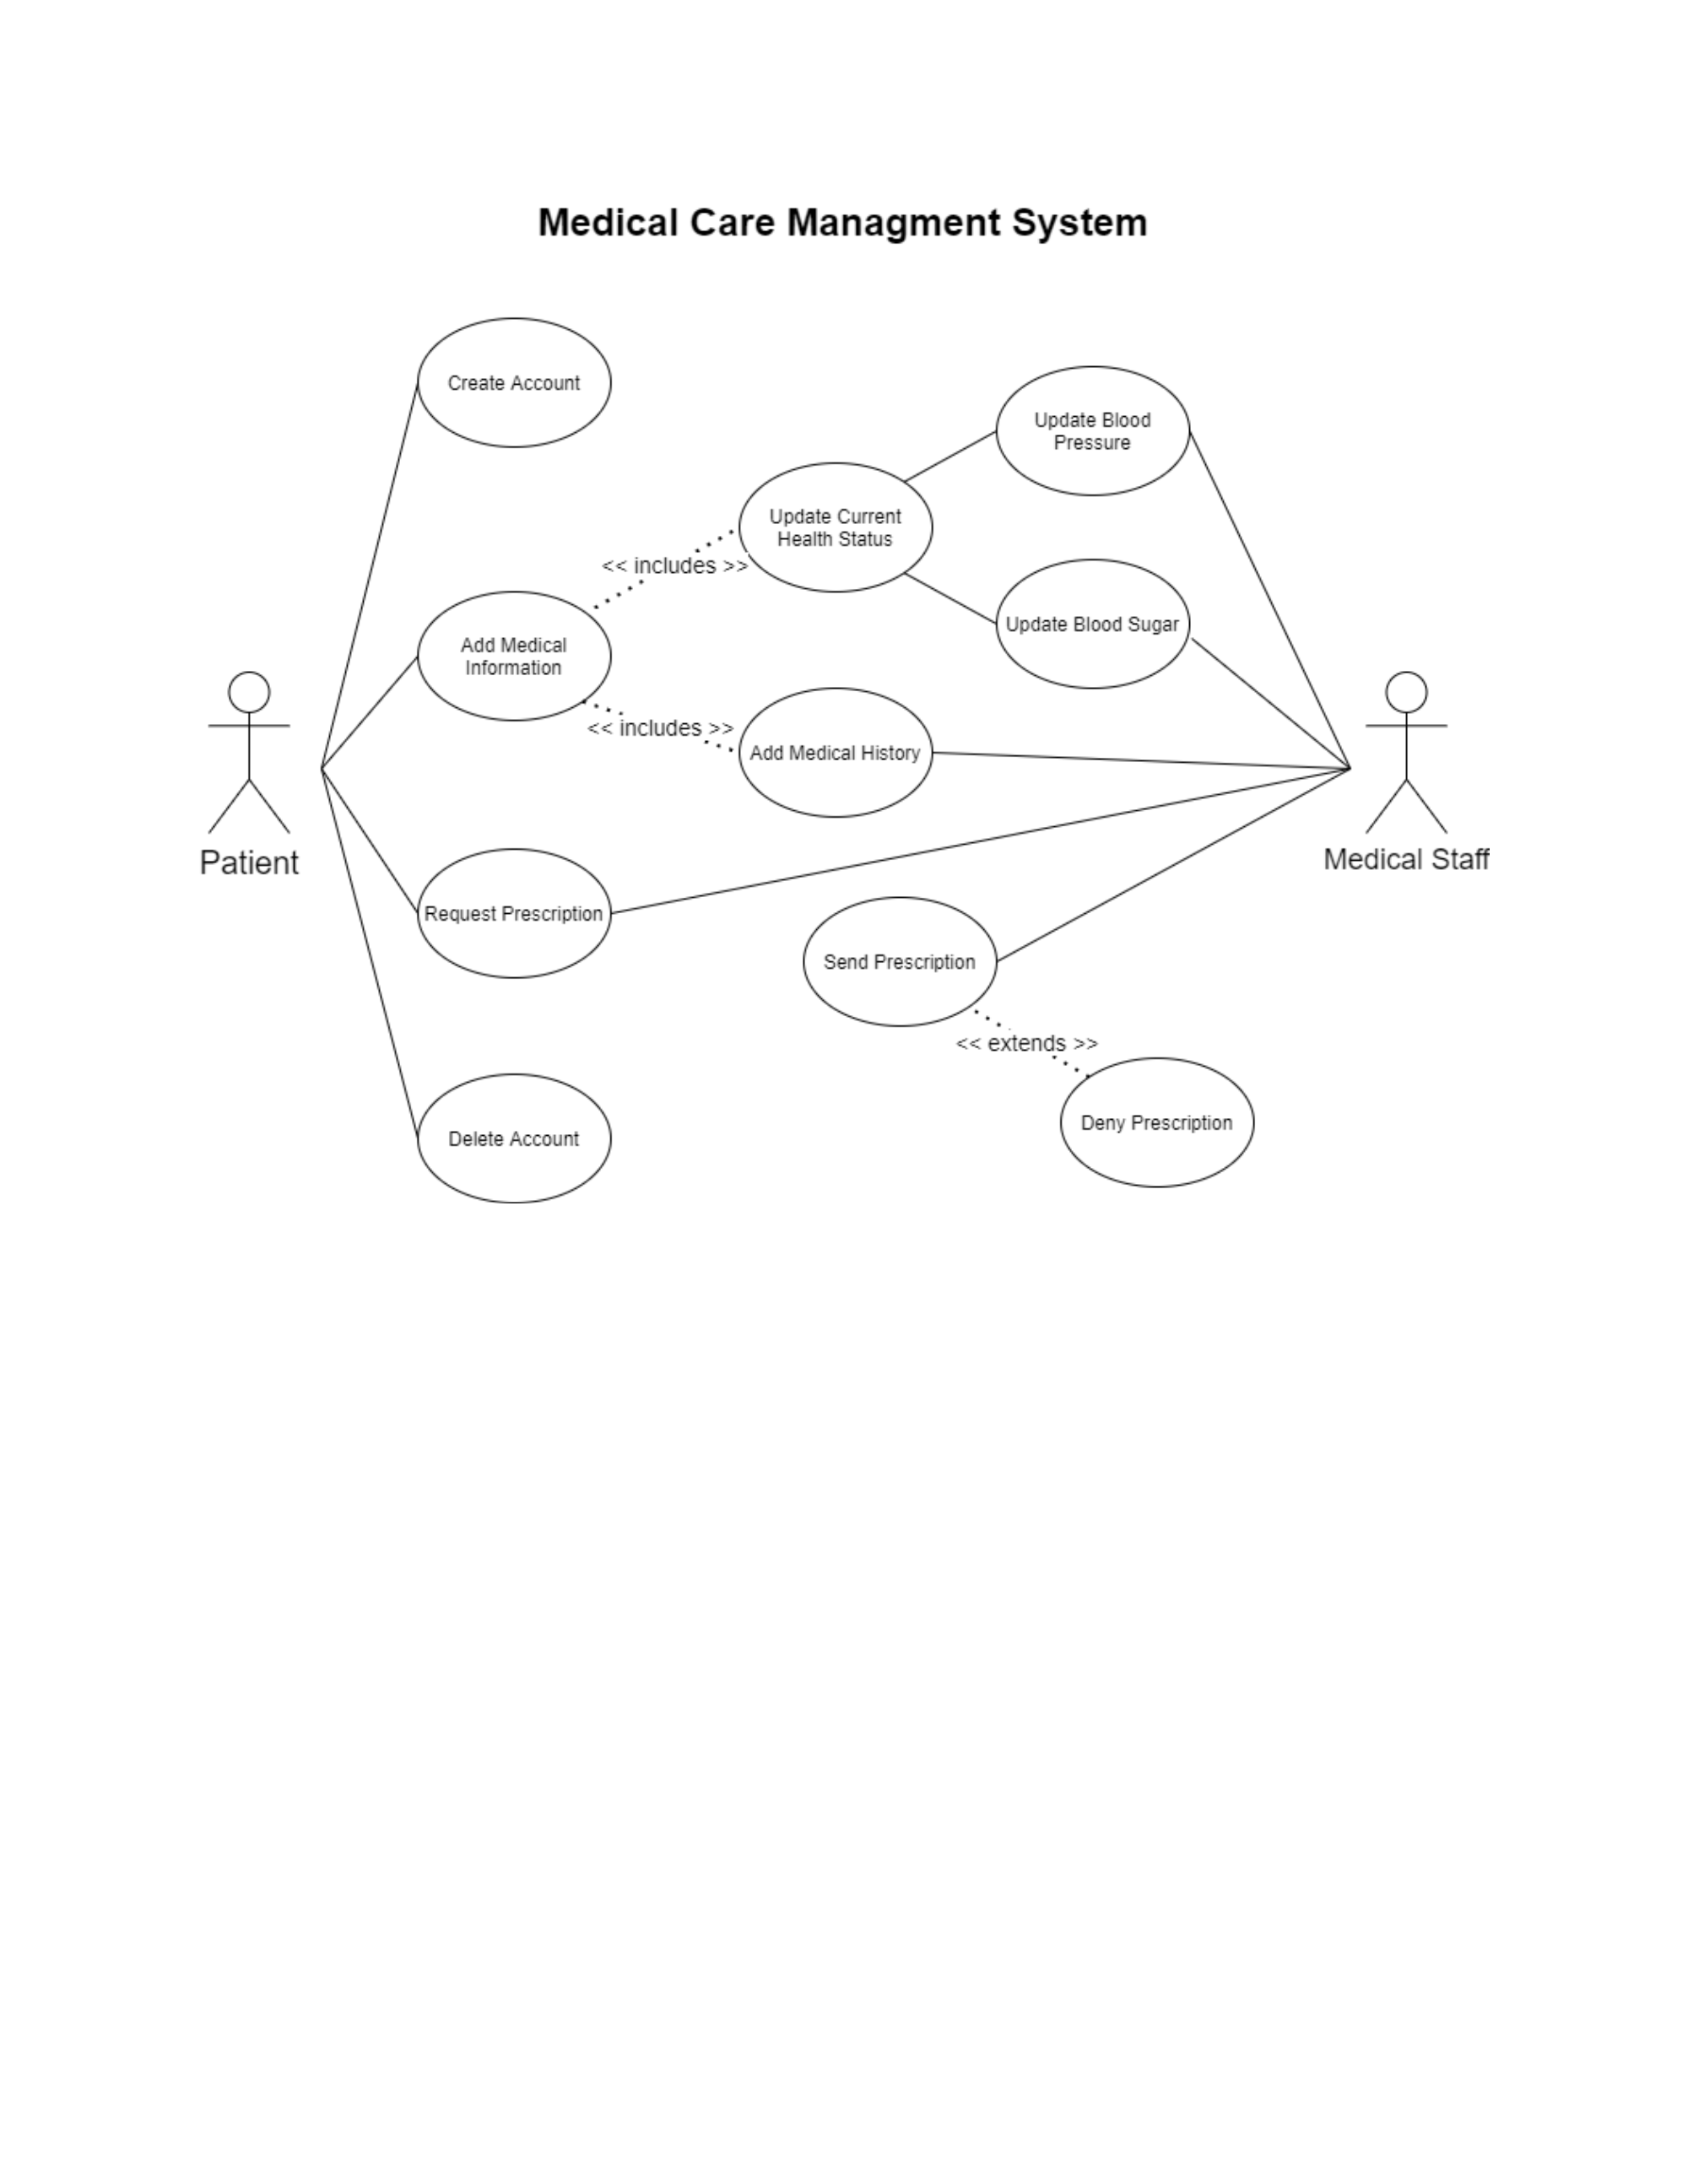 Medical Care Managment System
Create Account
Update Blood
Pressure
Update Current
Health Status
<< includes >>
Update Blood Sugar
Add Medical
Information
<< includes >>
Add Medical History
Patient
Medical Staff
Request Prescription
Send Prescription
<< extends >>
Deny Prescription
Delete Account